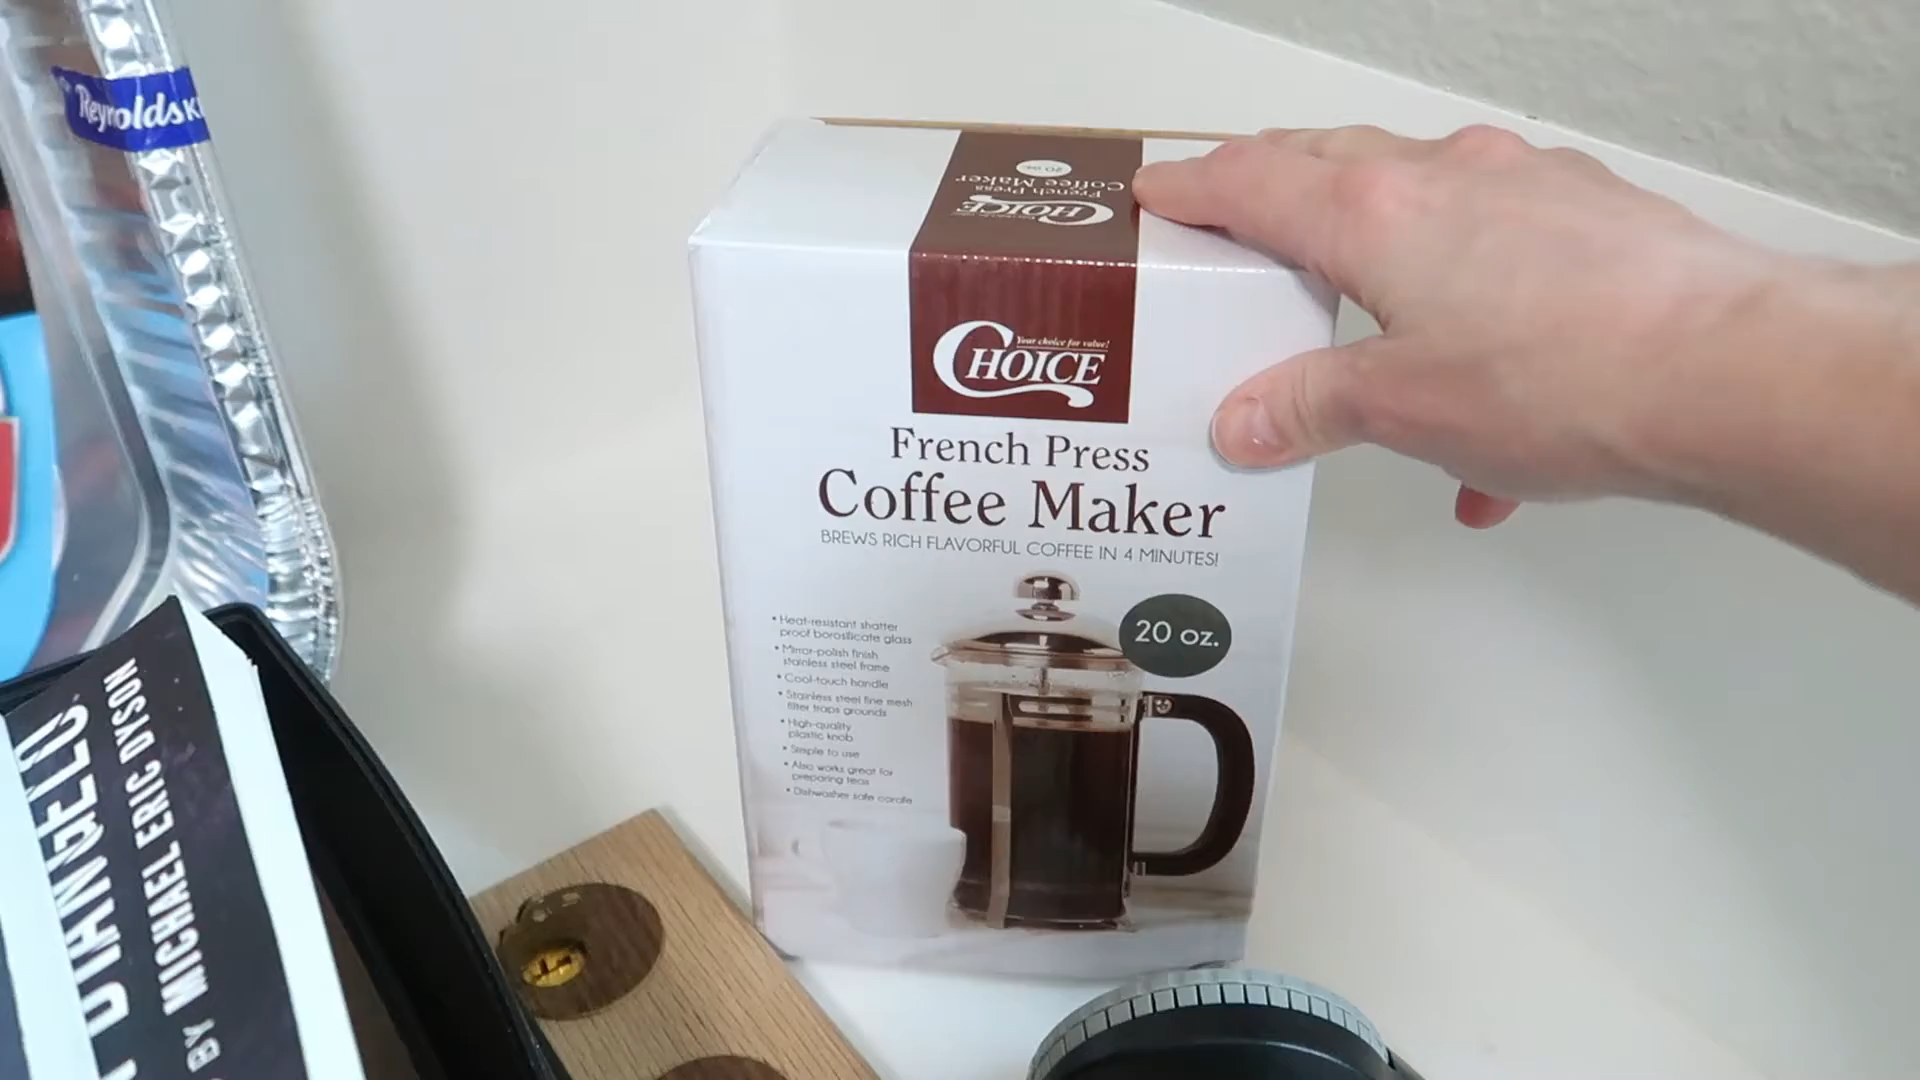 Reynolds K
20 oz.
Coffee Maker
French Press
CHOICE
Your choice for value!
CHOICE
French Press
Coffee Maker
BREWS RICH FLAVORFUL COFFEE IN 4 MINUTES!
20 oz.
• Heat-resistant shatter
proof borosilicate glass
• Mirror-polish finish
stainless steel frame
• Cool-touch handle
• Stainless steel fine mesh
filter traps grounds
• High-quality
plastic knob
• Simple to use
• Also works great for
preparing teas
• Dishwasher safe carafe
DIANGELO
BY MICHAEL ERIC DYSON